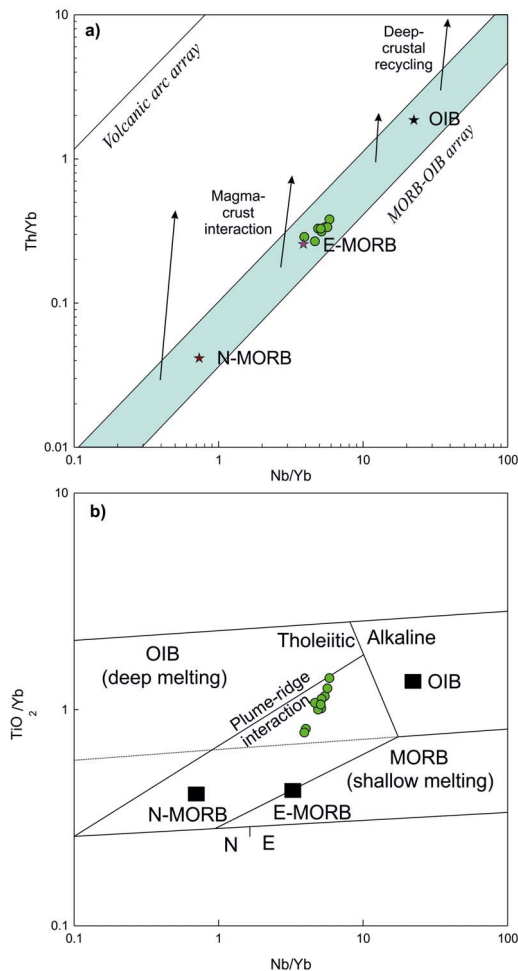 a)
10
Volcanic arc array
Deep-
crustal
recycling
OIB
MORB-OIB array
1
Th/Yb
Magma-
crust
interaction
E-MORB
0.1
N-MORB
0.01
0.1
1
10
100
Nb/Yb
b)
10
Tholeiitic
Alkaline
OIB
(deep melting)
Plume-ridge
interaction
OIB
1
TiO2/Yb
MORB
(shallow melting)
N-MORB
E-MORB
N
E
0.1
0.1
1
10
100
Nb/Yb